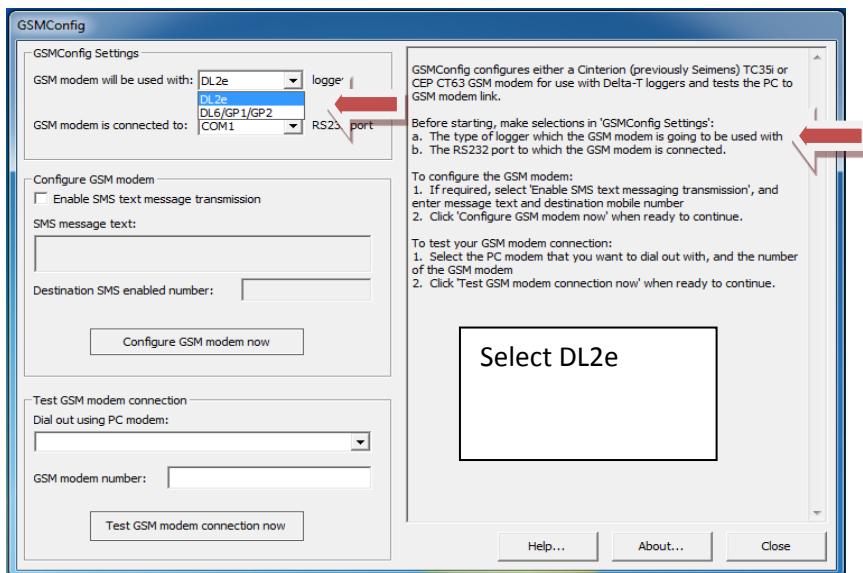 GSMConfig
GSMConfig Settings
GSM modem will be used with: DL2e logger
DL2e
DL6/GP1/GP2
GSM modem is connected to: COM1 RS232 port
Configure GSM modem
Enable SMS text message transmission
SMS message text:
Destination SMS enabled number:
Configure GSM modem now
Test GSM modem connection
Dial out using PC modem:
GSM modem number:
Test GSM modem connection now
GSMConfig configures either a Cinterion (previously Seimens) TC35i or
CEP CT63 GSM modem for use with Delta-T loggers and tests the PC to
GSM modem link.
Before starting, make selections in 'GSMConfig Settings':
a. The type of logger which the GSM modem is going to be used with
b. The RS232 port to which the GSM modem is connected.
To configure the GSM modem:
1. If required, select 'Enable SMS text messaging transmission', and
enter message text and destination mobile number
2. Click 'Configure GSM modem now' when ready to continue.
To test your GSM modem connection:
1. Select the PC modem that you want to dial out with, and the number
of the GSM modem
2. Click 'Test GSM modem connection now' when ready to continue.
Select DL2e
Help...
About...
Close